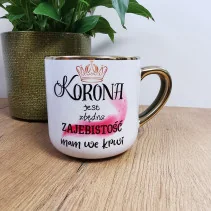 KORONA
jest
zbędna
ZAJEBISTOŚĆ
mam we krwi